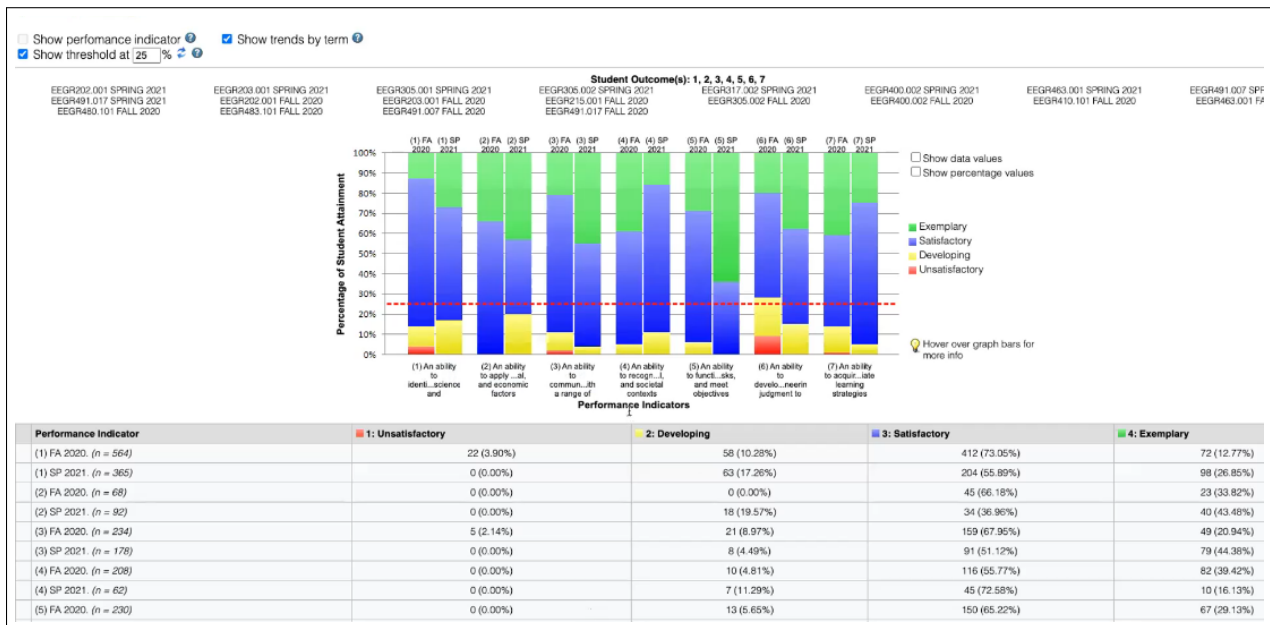 Show perfomance indicator ? Show trends by term ?
Show threshold at 25 % ?
Student Outcome(s): 1, 2, 3, 4, 5, 6, 7
EEGR202.001 SPRING 2021 EEGR203.001 SPRING 2021 EEGR305.001 SPRING 2021 EEGR305.002 SPRING 2021 EEGR317.002 SPRING 2021 EEGR400.002 SPRING 2021 EEGR463.001 SPRING 2021 EEGR491.007 SPF
EEGR491.017 SPRING 2021 EEGR202.001 FALL 2020 EEGR203.001 FALL 2020 EEGR215.001 FALL 2020 EEGR305.002 FALL 2020 EEGR400.002 FALL 2020 EEGR410.101 FALL 2020 EEGR463.001 FA
EEGR480.101 FALL 2020 EEGR483.101 FALL 2020 EEGR491.007 FALL 2020 EEGR491.017 FALL 2020
(1) FA (1) SP (2) FA (2) SP (3) FA (3) SP (4) FA (4) SP (5) FA (5) SP (6) FA (6) SP (7) FA (7) SP
2020 2021 2020 2021 2020 2021 2020 2021 2020 2021 2020 2021 2020 2021
100%
90%
80%
70%
60%
50%
40%
30%
20%
10%
0%
Percentage of Student Attainment
Show data values
Show percentage values
Exemplary
Satisfactory
Developing
Unsatisfactory
Hover over graph bars for
more info
(1) An ability (2) An ability (3) An ability (4) An ability (5) An ability (6) An ability (7) An ability
to to apply ...al, to to recogn...l, to functi...sks, to to acquir...iate
identi...science and economic commun...ith and societal and meet develo...neerin learning
and factors a range of contexts objectives judgment to strategies
Performance Indicators
Performance Indicator 1: Unsatisfactory 2: Developing 3: Satisfactory 4: Exemplary
(1) FA 2020. (n = 564) 22 (3.90%) 58 (10.28%) 412 (73.05%) 72 (12.77%)
(1) SP 2021. (n = 365) 0 (0.00%) 63 (17.26%) 204 (55.89%) 98 (26.85%)
(2) FA 2020. (n = 68) 0 (0.00%) 0 (0.00%) 45 (66.18%) 23 (33.82%)
(2) SP 2021. (n = 92) 0 (0.00%) 18 (19.57%) 34 (36.96%) 40 (43.48%)
(3) FA 2020. (n = 234) 5 (2.14%) 21 (8.97%) 159 (67.95%) 49 (20.94%)
(3) SP 2021. (n = 178) 0 (0.00%) 8 (4.49%) 91 (51.12%) 79 (44.38%)
(4) FA 2020. (n = 208) 0 (0.00%) 10 (4.81%) 116 (55.77%) 82 (39.42%)
(4) SP 2021. (n = 62) 0 (0.00%) 7 (11.29%) 45 (72.58%) 10 (16.13%)
(5) FA 2020. (n = 230) 0 (0.00%) 13 (5.65%) 150 (65.22%) 67 (29.13%)